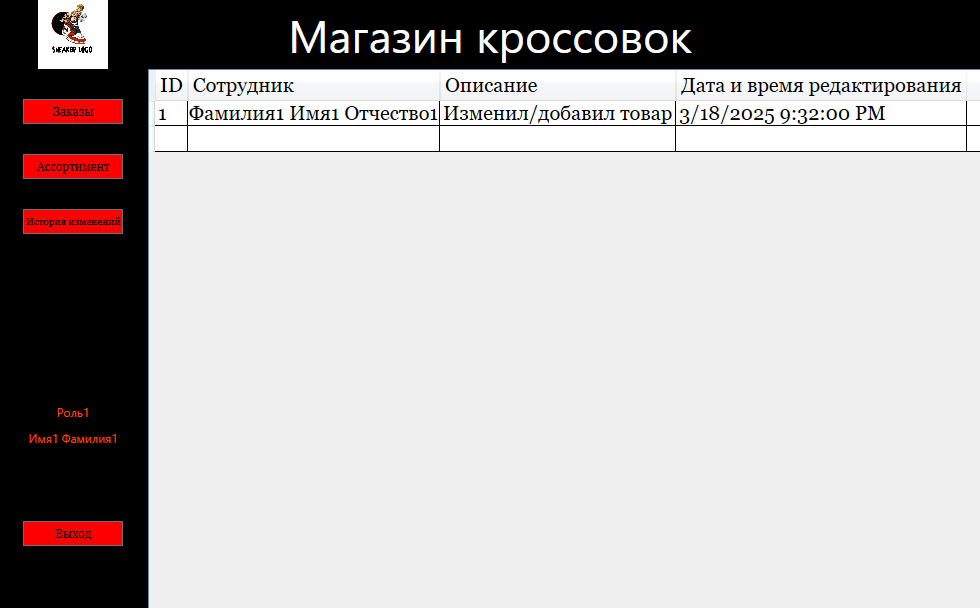 SNEAKER LOGO
Магазин кроссовок
Заказы
Ассортимент
История изменений
Роль1
Имя1 Фамилия1
Выход
ID Сотрудник Описание Дата и время редактирования
1 Фамилия1 Имя1 Отчество1 Изменил/добавил товар 3/18/2025 9:32:00 PM